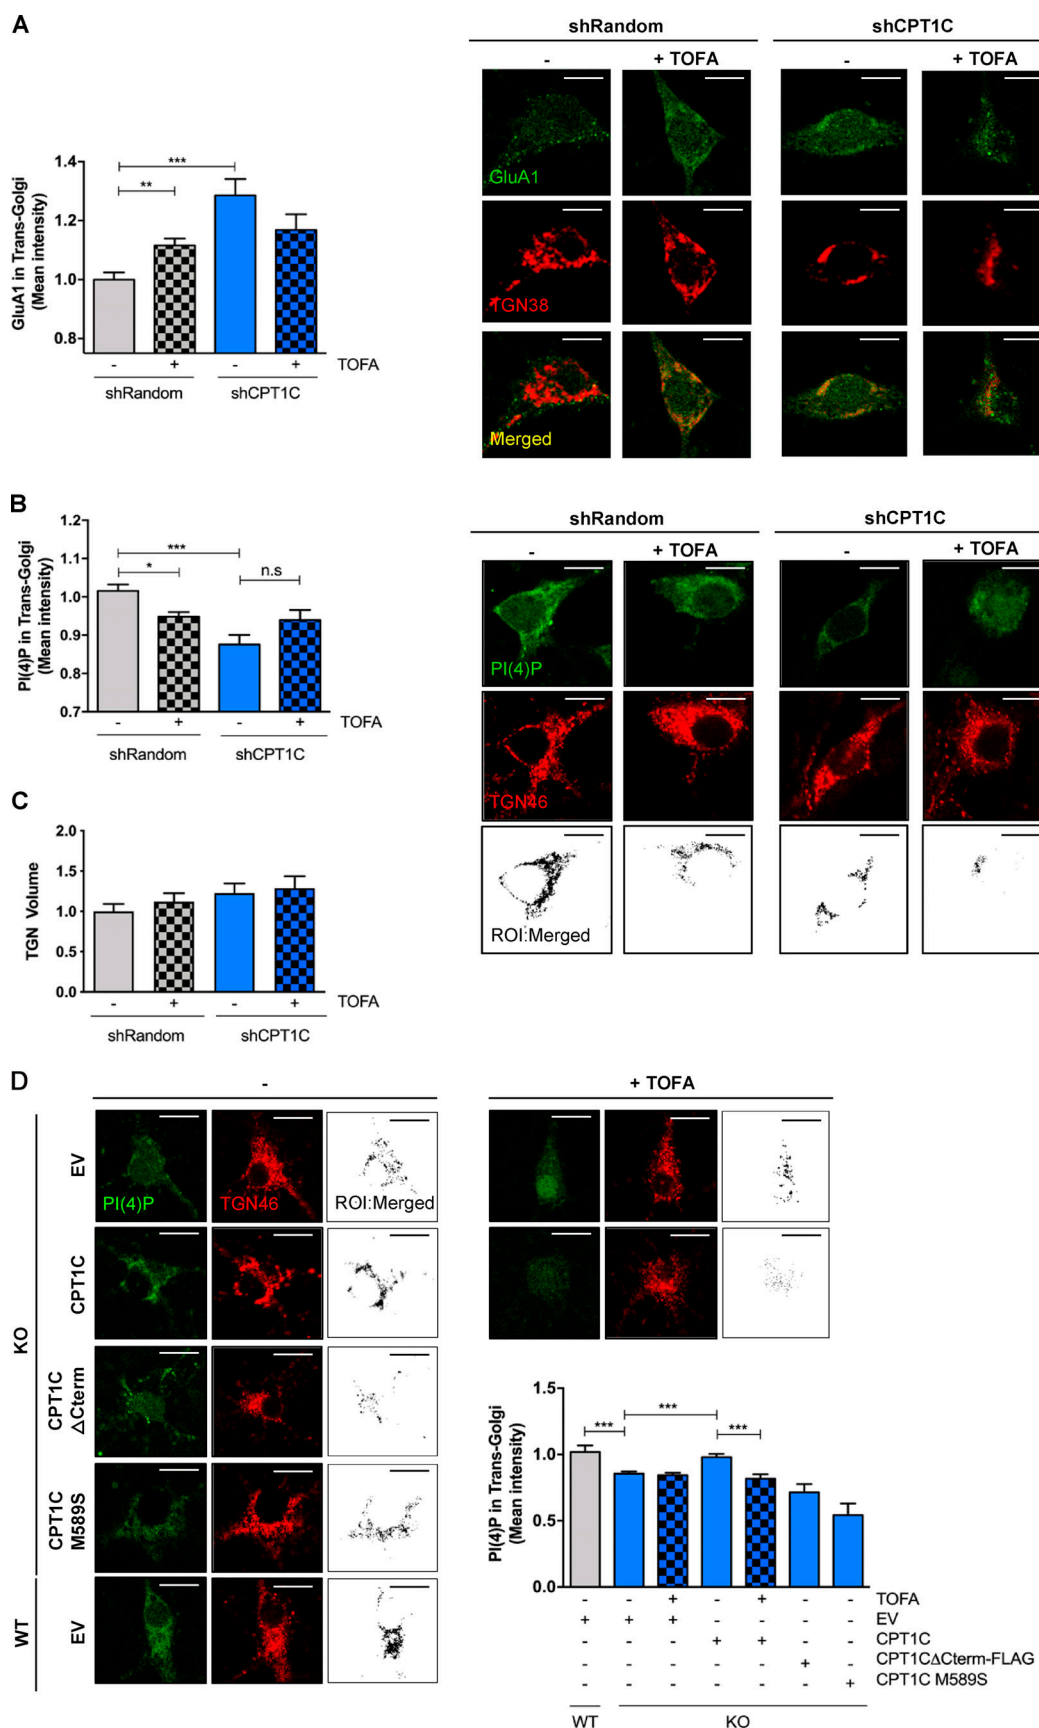 A
shRandom
shCPT1C
-
+ TOFA
-
+ TOFA
GluA1
TGN38
Merged
GluA1 in Trans-Golgi
(Mean intensity)
1.4
1.2
1.0
0.8
***
**
-
+
-
+
TOFA
shRandom
shCPT1C
B
shRandom
shCPT1C
-
+ TOFA
-
+ TOFA
PI(4)P
TGN46
ROI:Merged
PI(4)P in Trans-Golgi
(Mean intensity)
1.2
1.1
1.0
0.9
0.8
0.7
***
*
n.s
-
+
-
+
TOFA
shRandom
shCPT1C
C
TGN Volume
2.0
1.5
1.0
0.5
0.0
-
+
-
+
TOFA
shRandom
shCPT1C
D
-
+ TOFA
KO
WT
EV
CPT1C
CPT1C
ΔCterm
CPT1C
M589S
EV
PI(4)P
TGN46
ROI:Merged
PI(4)P in Trans-Golgi
(Mean intensity)
1.5
1.0
0.5
0.0
***
***
***
- - + - + - - TOFA
+ + + - - - - EV
- - - + + - - CPT1C
- - - - - + - CPT1CΔCterm-FLAG
- - - - - - + CPT1C M589S
WT
KO